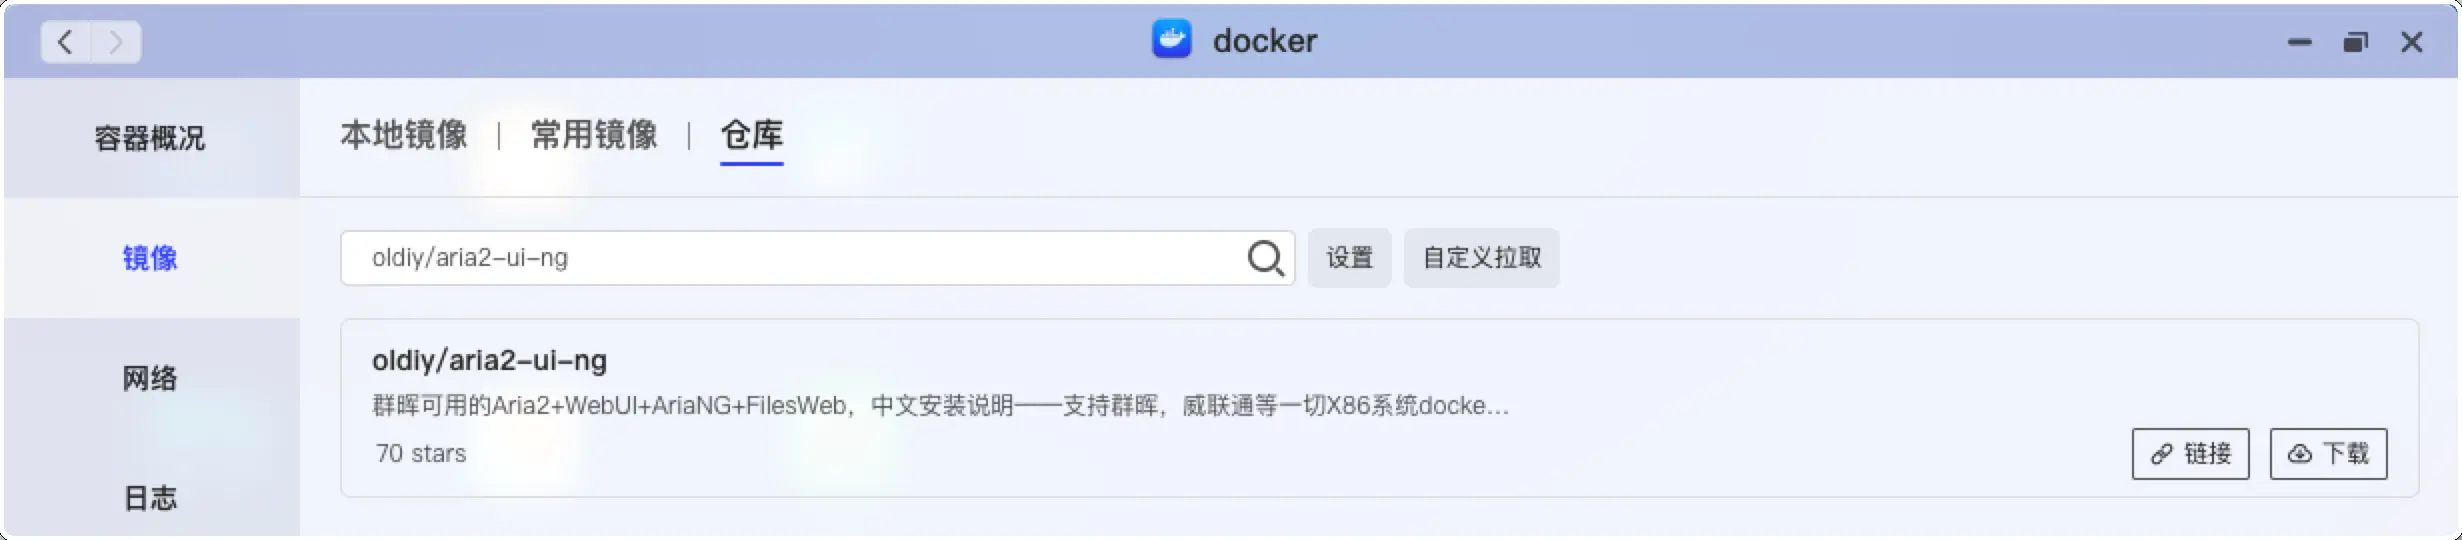 docker
容器概况
本地镜像 | 常用镜像 | 仓库
镜像
oldiy/aria2-ui-ng
设置
自定义拉取
oldiy/aria2-ui-ng
群晖可用的Aria2+WebUI+AriaNG+FilesWeb，中文安装说明——支持群晖，威联通等一切X86系统docke...
网络
70 stars
链接
下载
日志